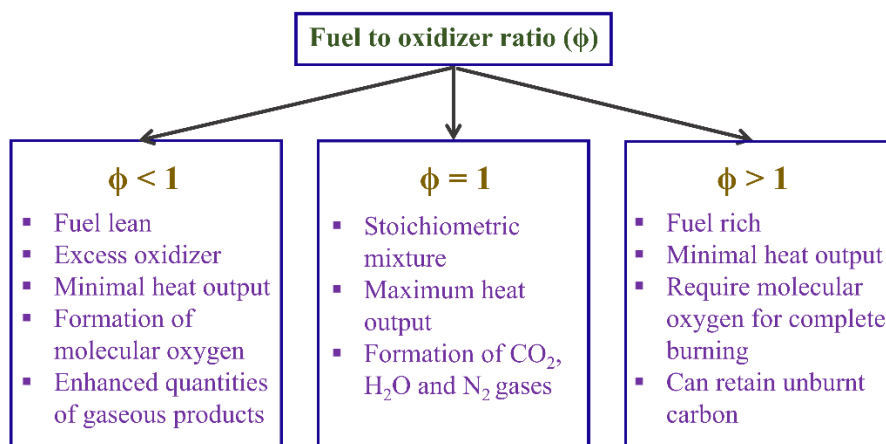 Fuel to oxidizer ratio (ϕ)
ϕ < 1
▪ Fuel lean
▪ Excess oxidizer
▪ Minimal heat output
▪ Formation of
molecular oxygen
▪ Enhanced quantities
of gaseous products
ϕ = 1
▪ Stoichiometric
mixture
▪ Maximum heat
output
▪ Formation of CO₂,
H₂O and N₂ gases
ϕ > 1
▪ Fuel rich
▪ Minimal heat output
▪ Require molecular
oxygen for complete
burning
▪ Can retain unburnt
carbon